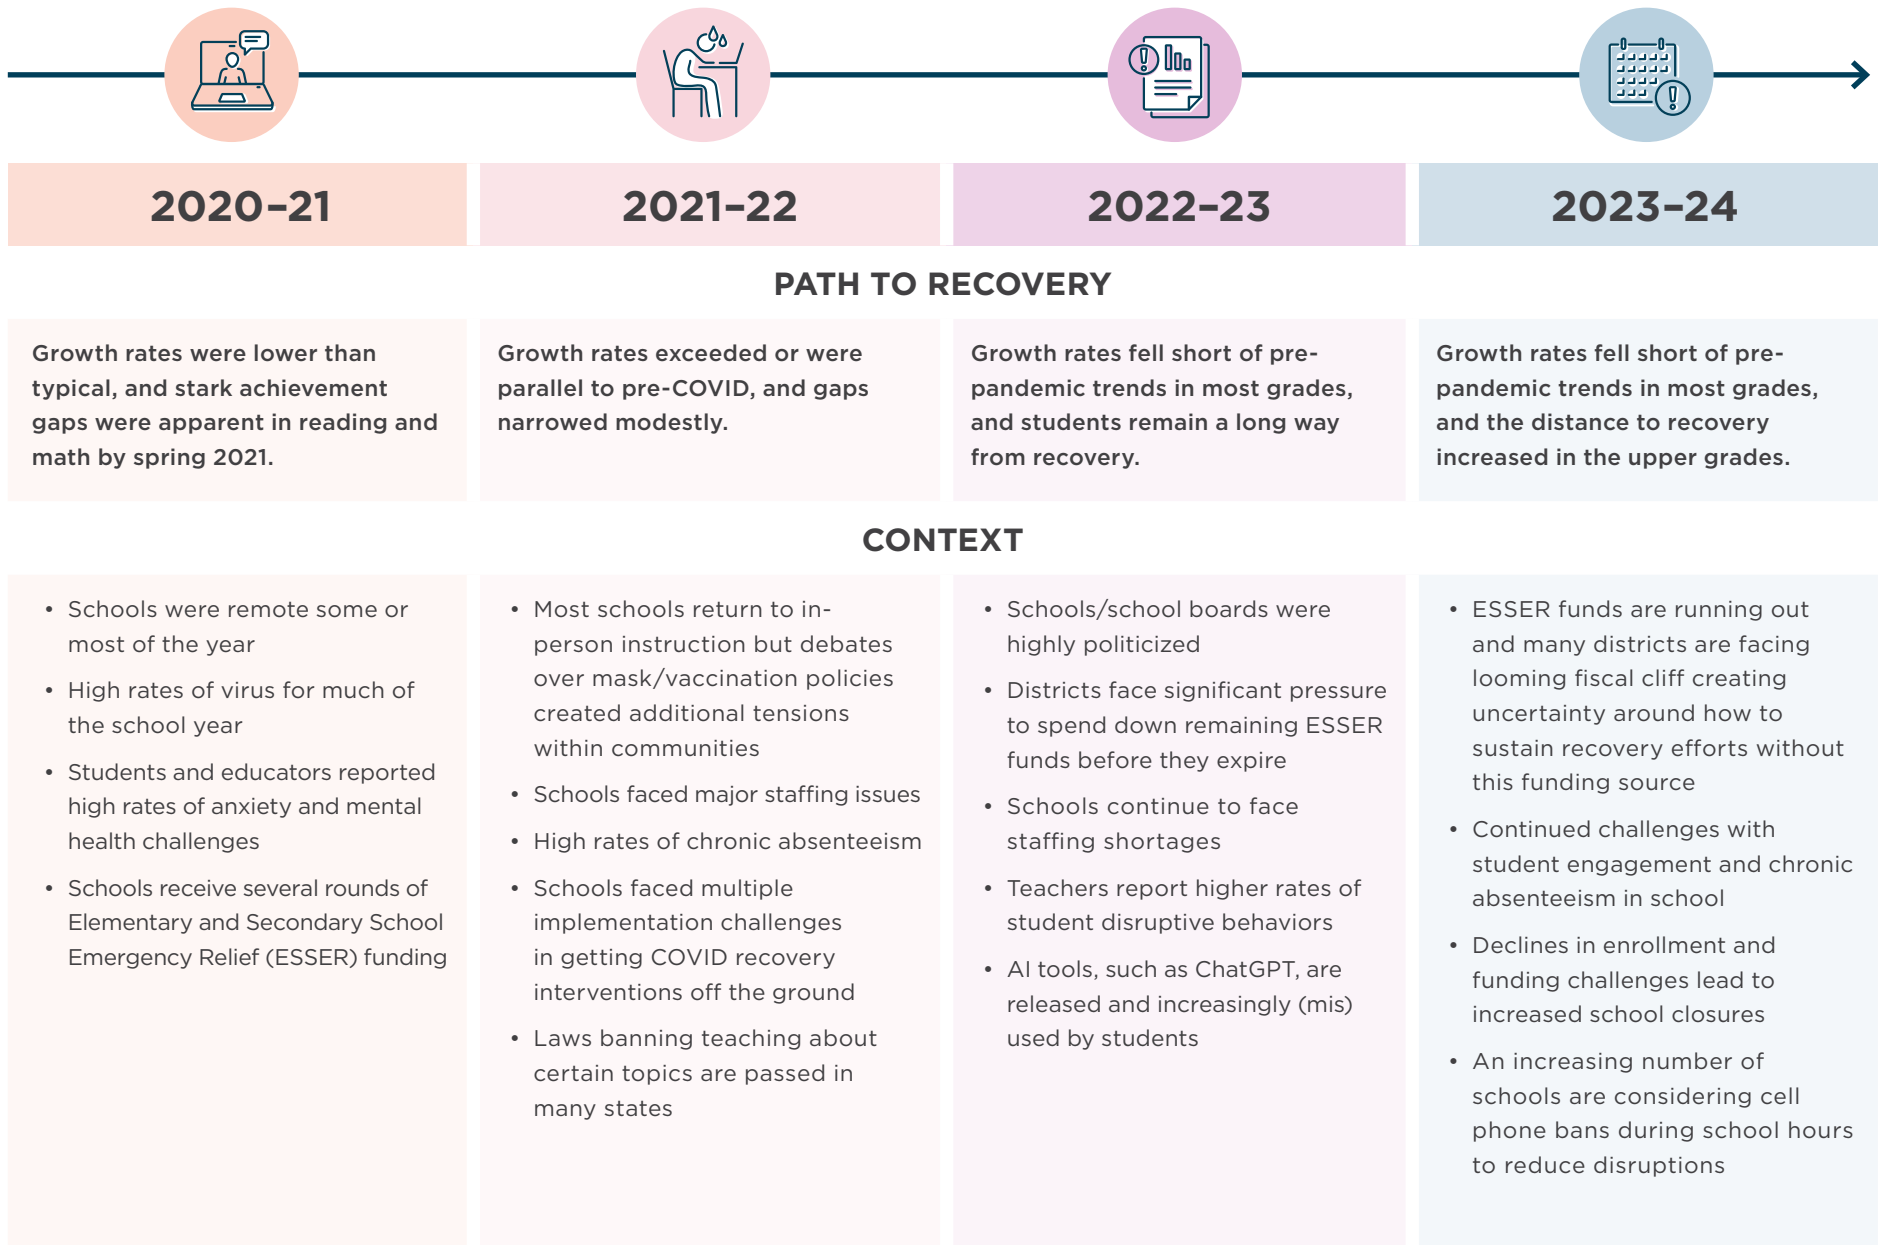 2020–21
2021–22
2022–23
2023–24
PATH TO RECOVERY
Growth rates were lower than
typical, and stark achievement
gaps were apparent in reading and
math by spring 2021.
Growth rates exceeded or were
parallel to pre-COVID, and gaps
narrowed modestly.
Growth rates fell short of pre-
pandemic trends in most grades,
and students remain a long way
from recovery.
Growth rates fell short of pre-
pandemic trends in most grades,
and the distance to recovery
increased in the upper grades.
CONTEXT
• Schools were remote some or
most of the year
• High rates of virus for much of
the school year
• Students and educators reported
high rates of anxiety and mental
health challenges
• Schools receive several rounds of
Elementary and Secondary School
Emergency Relief (ESSER) funding
• Most schools return to in-
person instruction but debates
over mask/vaccination policies
created additional tensions
within communities
• Schools faced major staffing issues
• High rates of chronic absenteeism
• Schools faced multiple
implementation challenges
in getting COVID recovery
interventions off the ground
• Laws banning teaching about
certain topics are passed in
many states
• Schools/school boards were
highly politicized
• Districts face significant pressure
to spend down remaining ESSER
funds before they expire
• Schools continue to face
staffing shortages
• Teachers report higher rates of
student disruptive behaviors
• AI tools, such as ChatGPT, are
released and increasingly (mis)
used by students
• ESSER funds are running out
and many districts are facing
looming fiscal cliff creating
uncertainty around how to
sustain recovery efforts without
this funding source
• Continued challenges with
student engagement and chronic
absenteeism in school
• Declines in enrollment and
funding challenges lead to
increased school closures
• An increasing number of
schools are considering cell
phone bans during school hours
to reduce disruptions